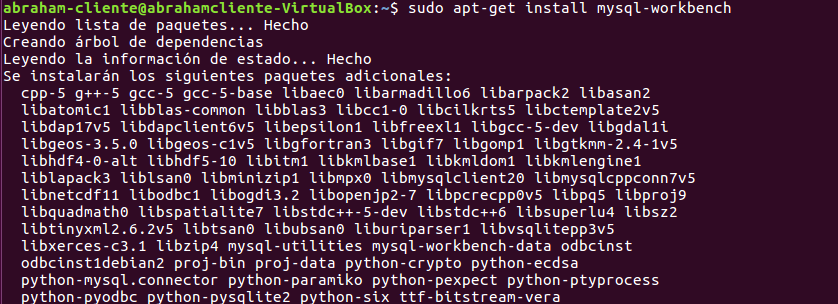 abraham-cliente@abrahamcliente-VirtualBox:~$ sudo apt-get install mysql-workbench
Leyendo lista de paquetes... Hecho
Creando árbol de dependencias
Leyendo la información de estado... Hecho
Se instalarán los siguientes paquetes adicionales:
  cpp-5 g++-5 gcc-5 gcc-5-base libaec0 libarmadillo6 libarpack2 libasan2
  libatomic1 libblas-common libblas3 libcc1-0 libcilkrts5 libctemplate2v5
  libdap17v5 libdapclient6v5 libepsilon1 libfreexl1 libgcc-5-dev libgdal1i
  libgeos-3.5.0 libgeos-c1v5 libgfortran3 libgif7 libgomp1 libgtkmm-2.4-1v5
  libhdf4-0-alt libhdf5-10 libitm1 libkmlbase1 libkmldom1 libkmlengine1
  liblapack3 liblsan0 libminizip1 libmpx0 libmysqlclient20 libmysqlcppconn7v5
  libnetcdf11 libodbc1 libogdi3.2 libopenjp2-7 libpcrecpp0v5 libpq5 libproj9
  libquadmath0 libspatialite7 libstdc++-5-dev libstdc++6 libsuperlu4 libsz2
  libtinyxml2.6.2v5 libtsan0 libubsan0 liburiparser1 libvsqlitepp3v5
  libxerces-c3.1 libzip4 mysql-utilities mysql-workbench-data odbcinst
  odbcinst1debian2 proj-bin proj-data python-crypto python-ecdsa
  python-mysql.connector python-paramiko python-pexpect python-ptyprocess
  python-pyodbc python-pysqlite2 python-six ttf-bitstream-vera